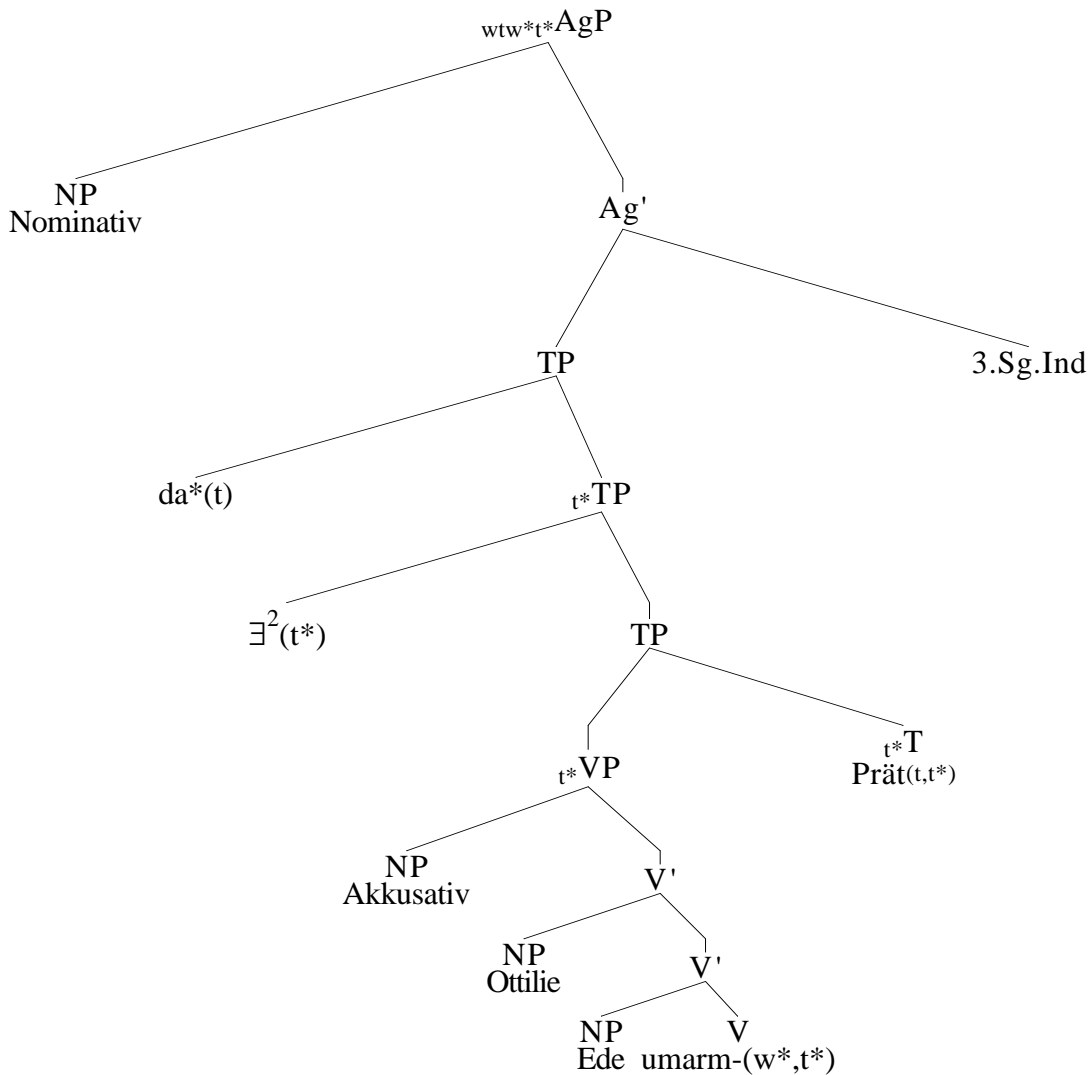 wtw*t*AgP
NP
Nominativ
Ag'
TP
3.Sg.Ind
da*(t)
t*TP
∃²(t*)
TP
t*VP
t*T
Prät(t,t*)
NP
Akkusativ
V'
NP
Ottilie
V'
NP V
Ede umarm-(w*,t*)